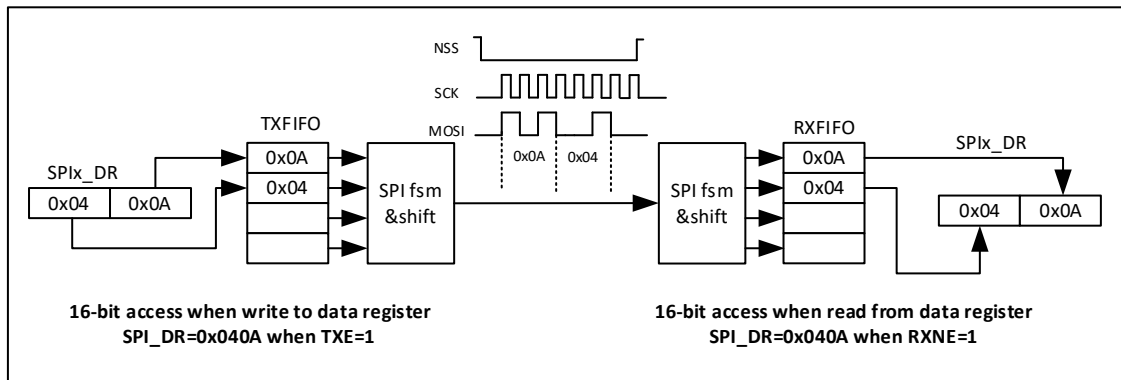 NSS
SCK
MOSI
0x0A 0x04
TXFIFO
0x0A
0x04
SPIx_DR
0x04 0x0A
SPI fsm
&shift
SPI fsm
&shift
RXFIFO
0x0A
0x04
SPIx_DR
0x04 0x0A
16-bit access when write to data register
SPI_DR=0x040A when TXE=1
16-bit access when read from data register
SPI_DR=0x040A when RXNE=1